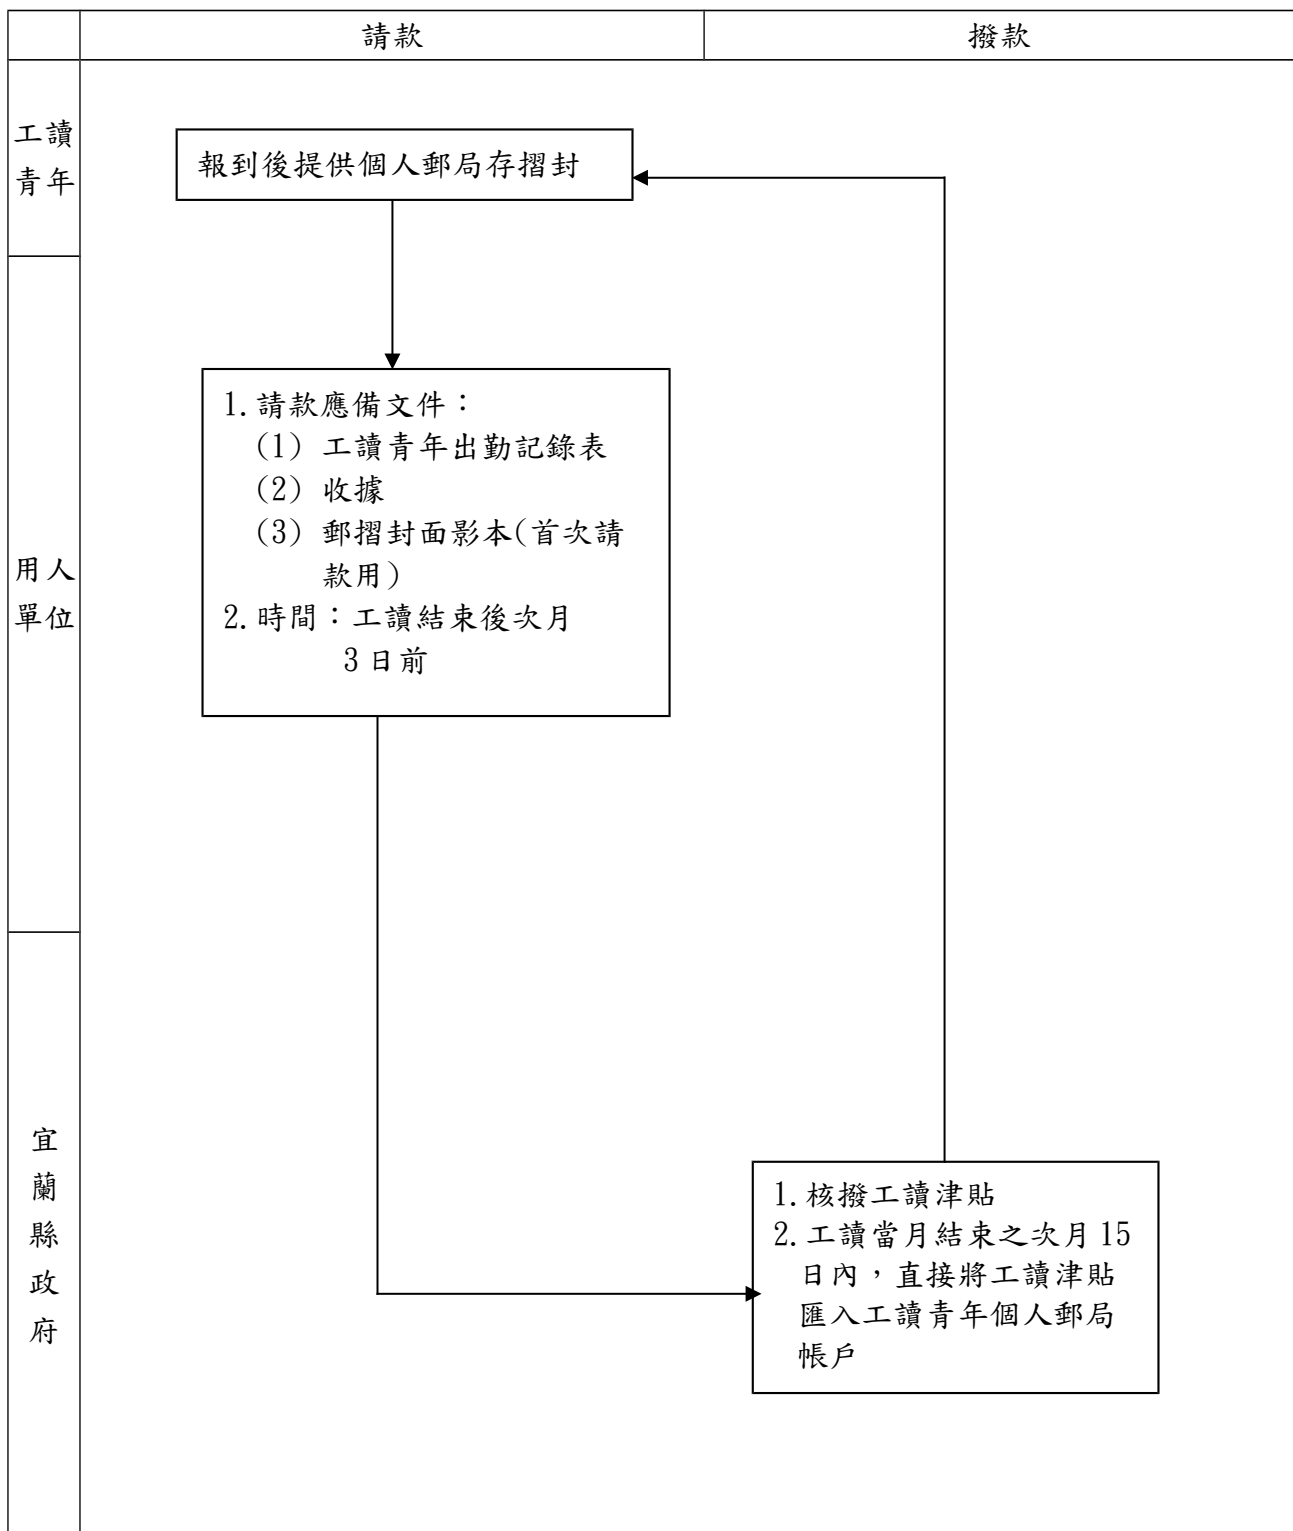 請款
撥款
工讀
青年
報到後提供個人郵局存摺封
用人
單位
1.請款應備文件：
(1) 工讀青年出勤記錄表
(2) 收據
(3) 郵摺封面影本(首次請
款用)
2.時間：工讀結束後次月
3日前
宜
蘭
縣
政
府
1.核撥工讀津貼
2.工讀當月結束之次月15
日內，直接將工讀津貼
匯入工讀青年個人郵局
帳戶